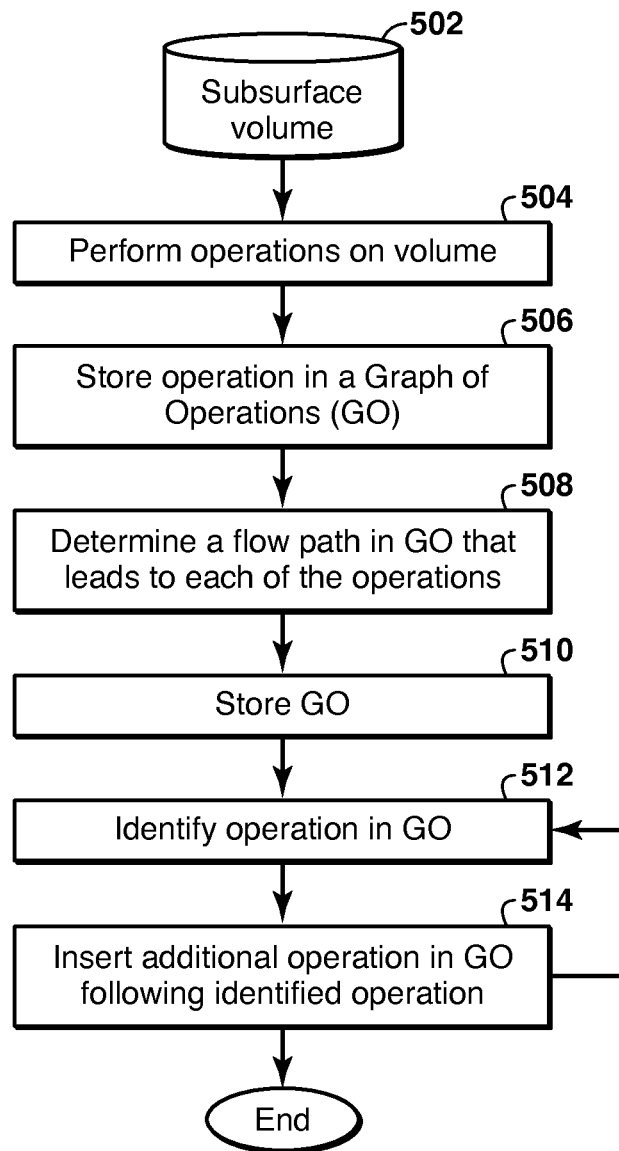 502
Subsurface
volume
504
Perform operations on volume
506
Store operation in a Graph of
Operations (GO)
508
Determine a flow path in GO that
leads to each of the operations
510
Store GO
512
Identify operation in GO
514
Insert additional operation in GO
following identified operation
End